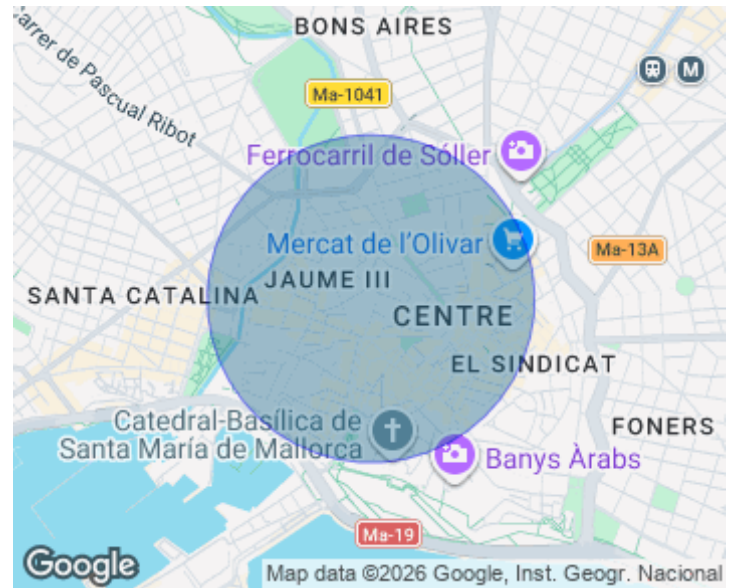 BONS AIRES
Carrer de Pascual Ribot
Ma-1041
M
Ferrocarril de Sóller
Mercat de l'Olivar
Ma-13A
JAUME III
SANTA CATALINA
CENTRE
EL SINDICAT
Catedral-Basílica de
Santa María de Mallorca
FONERS
Banys Àrabs
Ma-19
Google
Map data ©2026 Google, Inst. Geogr. Nacional